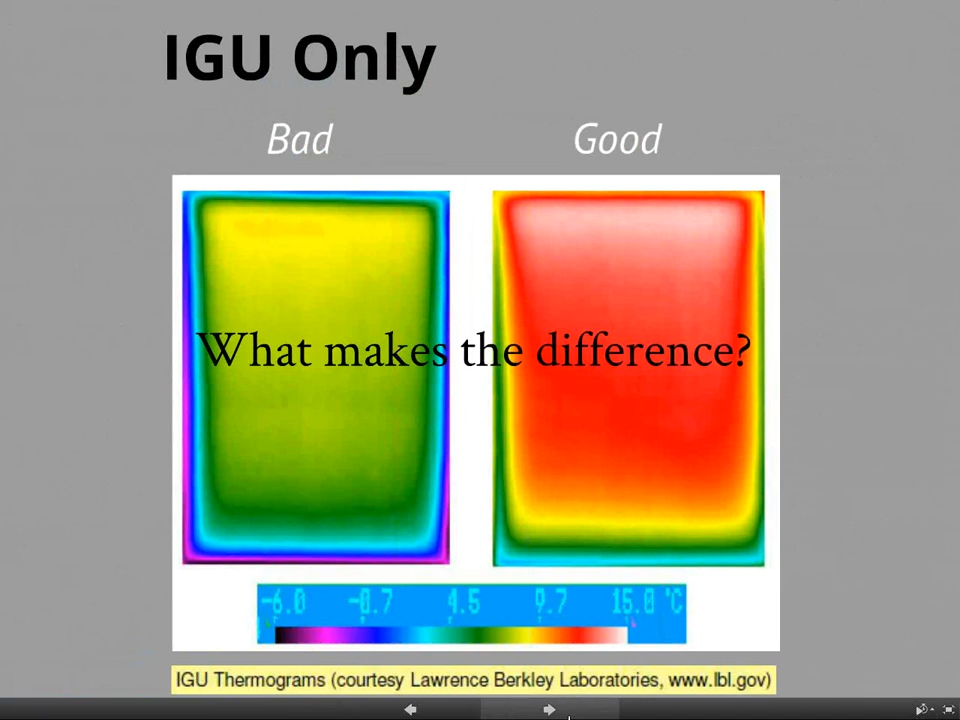 IGU Only
Bad Good
What makes the difference?
-6.0 -0.7 4.5 9.7 15.0 °C
IGU Thermograms (courtesy Lawrence Berkley Laboratories, www.lbl.gov)